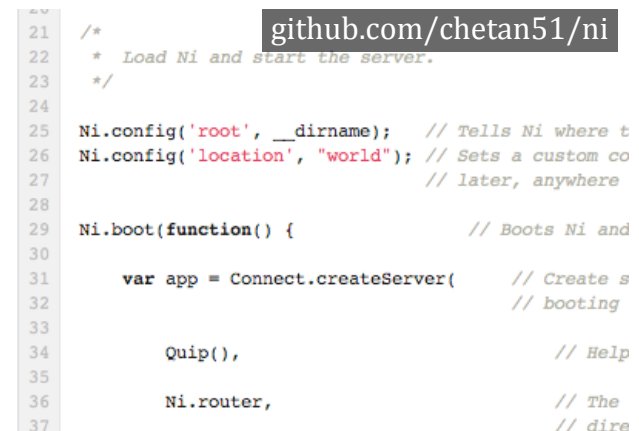 github.com/chetan51/ni
21 /*
22 * Load Ni and start the server.
23 */
24
25 Ni.config('root', __dirname); // Tells Ni where
26 Ni.config('location', "world"); // Sets a custom
27 // later, anywhere
28
29 Ni.boot(function() { // Boots Ni and
30
31 var app = Connect.createServer( // Create
32 // booting
33
34 Quip(), // Help
35
36 Ni.router, // The
37 // dire